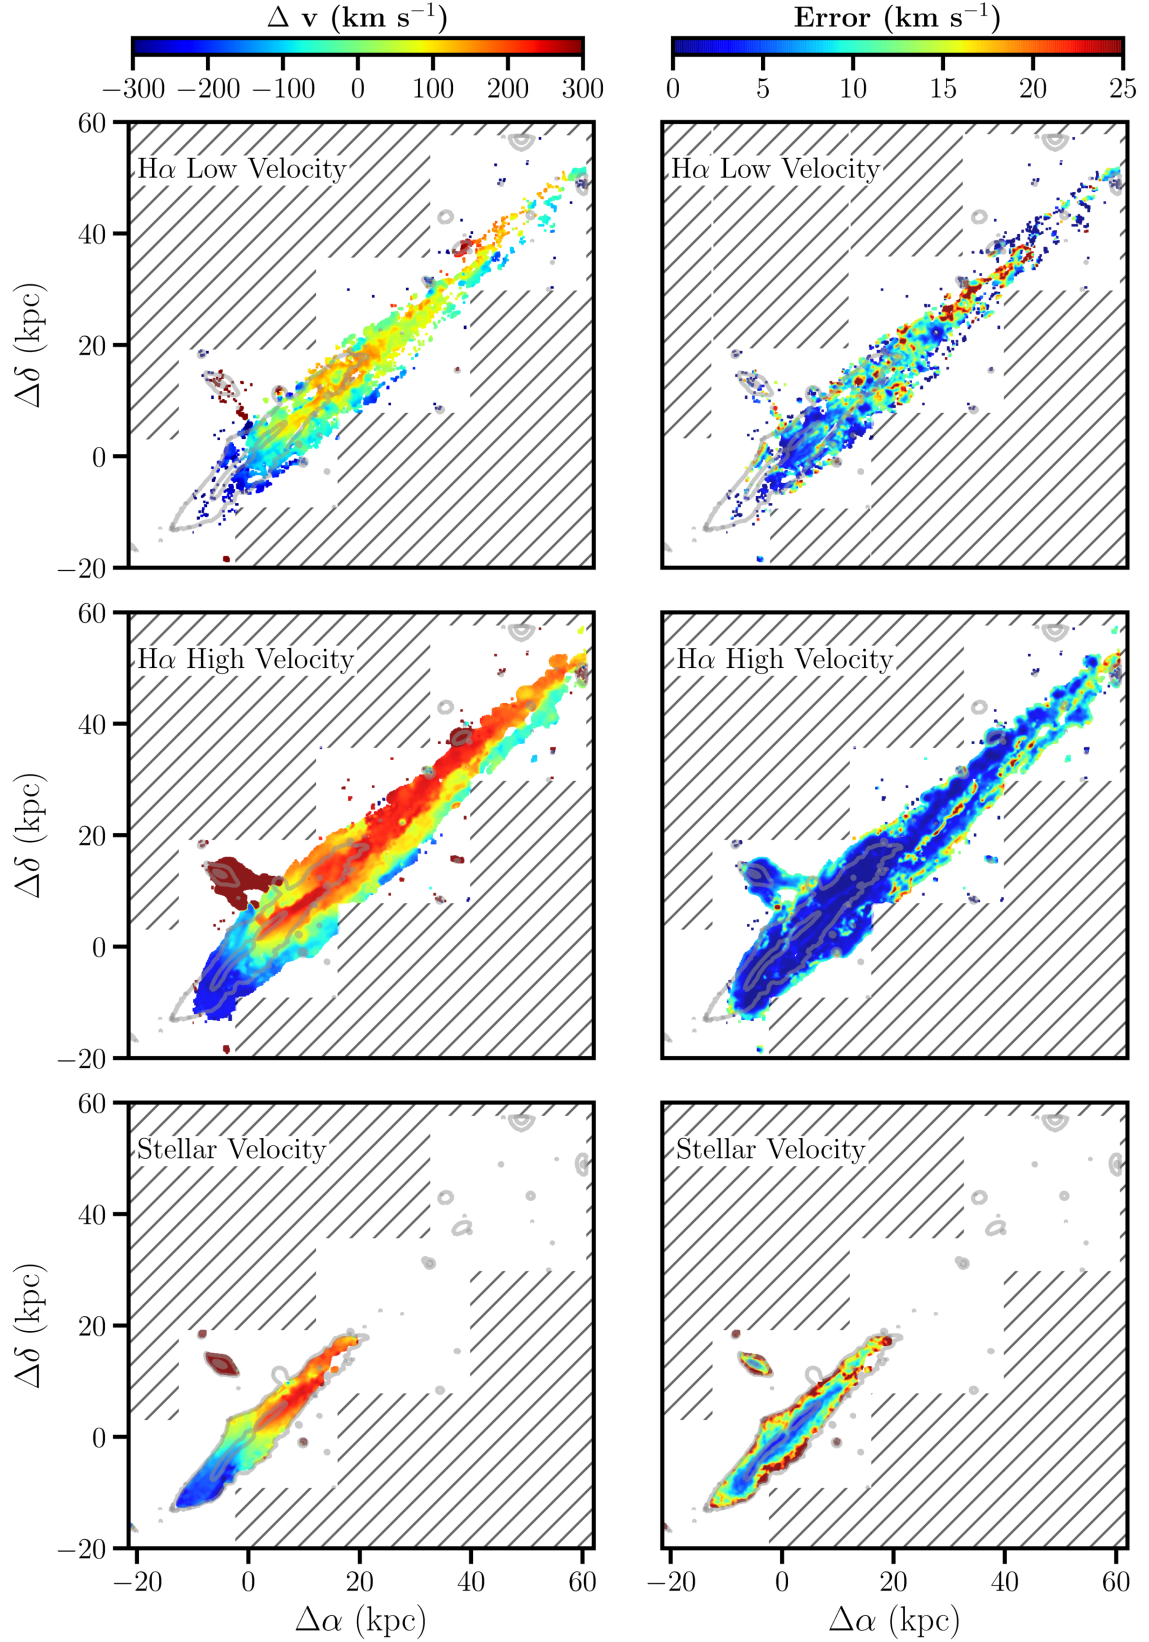 Δ v (km s⁻¹) Error (km s⁻¹)
−300 −200 −100 0 100 200 300 0 5 10 15 20 25
60
40
20
0
−20
Δδ (kpc)
Hα Low Velocity Hα Low Velocity
60
40
20
0
−20
Δδ (kpc)
Hα High Velocity Hα High Velocity
60
40
20
0
−20
Δδ (kpc)
Stellar Velocity Stellar Velocity
−20 0 20 40 60 −20 0 20 40 60
Δα (kpc) Δα (kpc)